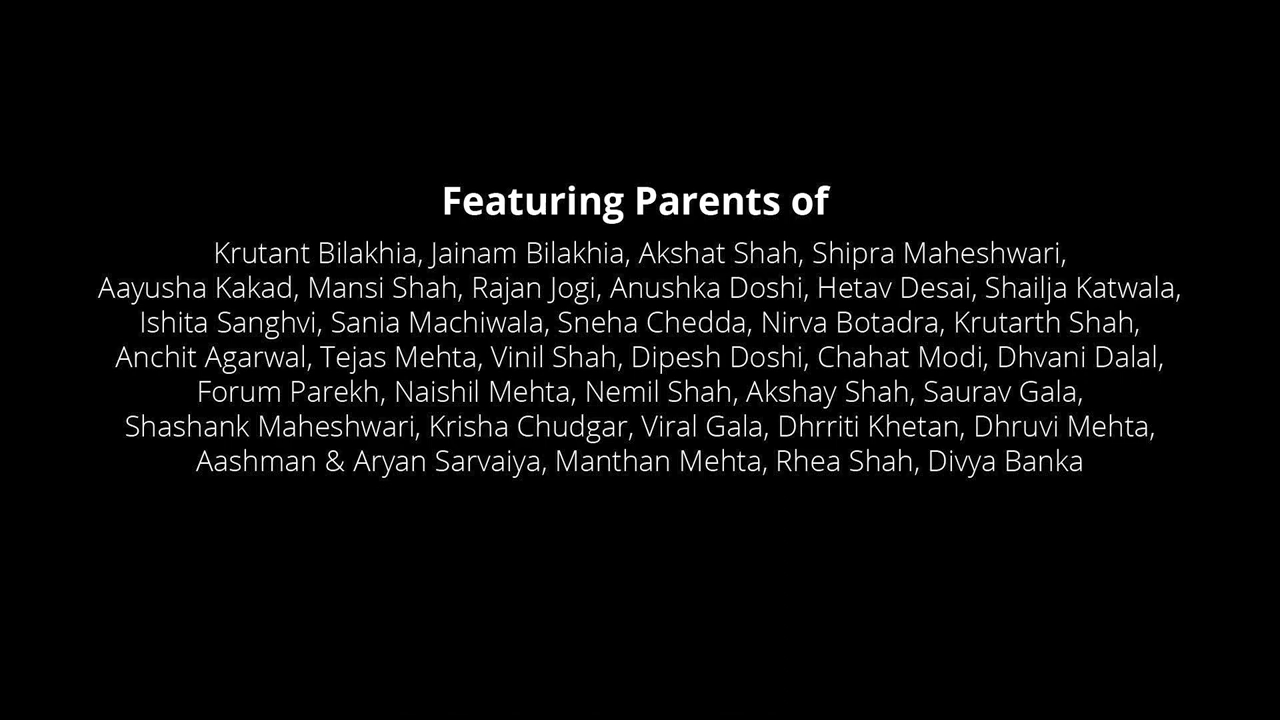 Featuring Parents of
Krutant Bilakhia, Jainam Bilakhia, Akshat Shah, Shipra Maheshwari,
Aayusha Kakad, Mansi Shah, Rajan Jogi, Anushka Doshi, Hetav Desai, Shailja Katwala,
Ishita Sanghvi, Sania Machiwala, Sneha Chedda, Nirva Botadra, Krutarth Shah,
Anchit Agarwal, Tejas Mehta, Vinil Shah, Dipesh Doshi, Chahat Modi, Dhvani Dalal,
Forum Parekh, Naishil Mehta, Nemil Shah, Akshay Shah, Saurav Gala,
Shashank Maheshwari, Krisha Chudgar, Viral Gala, Dhrriti Khetan, Dhruvi Mehta,
Aashman & Aryan Sarvaiya, Manthan Mehta, Rhea Shah, Divya Banka